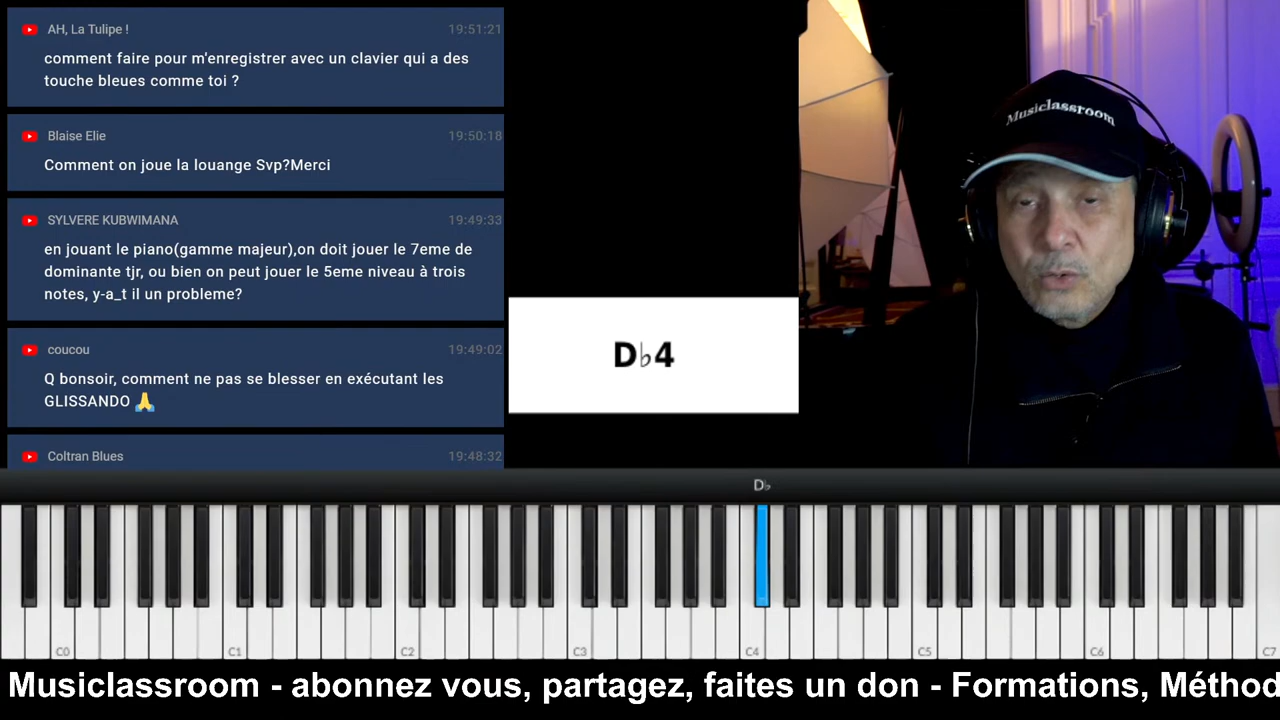 AH, La Tulipe !
19:51:21
comment faire pour m'enregistrer avec un clavier qui a des
touche bleues comme toi ?
Blaise Elie
19:50:18
Comment on joue la louange Svp?Merci
SYLVERE KUBWIMANA
19:49:33
en jouant le piano(gamme majeur),on doit jouer le 7eme de
dominante tjr, ou bien on peut jouer le 5eme niveau à trois
notes, y-a_t il un probleme?
coucou
19:49:02
Q bonsoir, comment ne pas se blesser en exécutant les
GLISSANDO 🙏
Coltran Blues
19:48:32
Musiclassroom
D♭4
D♭
C0
C1
C2
C3
C4
C5
C6
C7
Musiclassroom - abonnez vous, partagez, faites un don - Formations, Méthod